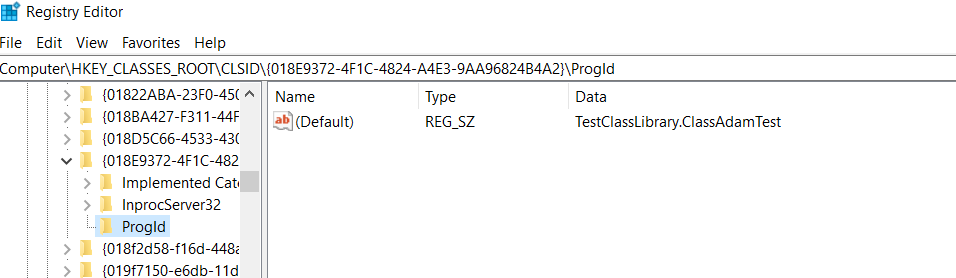 Registry Editor
File Edit View Favorites Help
Computer\HKEY_CLASSES_ROOT\CLSID\{018E9372-4F1C-4824-A4E3-9AA96824B4A2}\ProgId
Name Type Data
(Default) REG_SZ TestClassLibrary.ClassAdamTest
{01822ABA-23F0-450
{018BA427-F311-44F
{018D5C66-4533-430
{018E9372-4F1C-482
Implemented Cate
InprocServer32
ProgId
{018f2d58-f16d-448a
{019f7150-e6db-11d